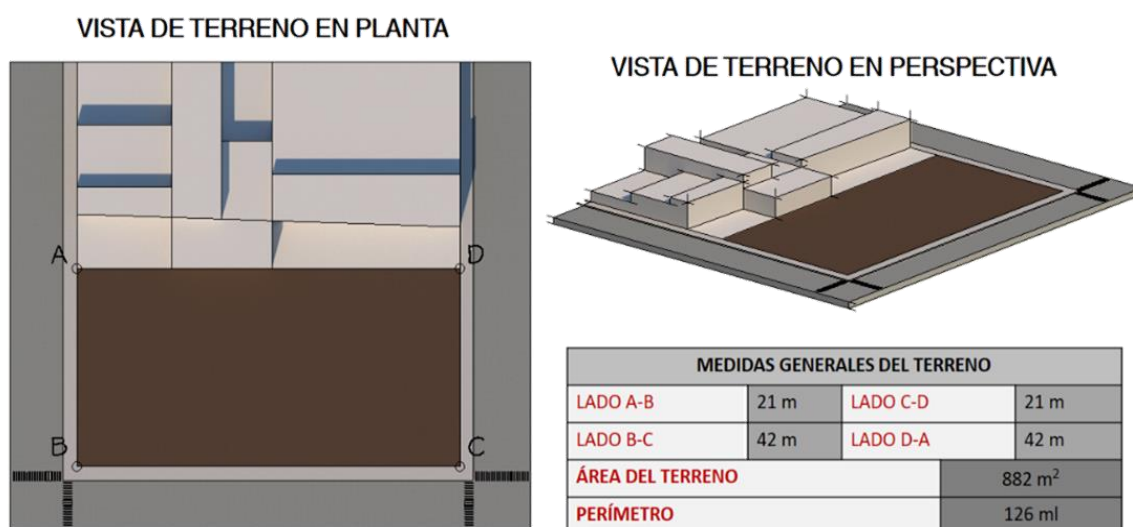 VISTA DE TERRENO EN PLANTA
A
D
B
C
VISTA DE TERRENO EN PERSPECTIVA
MEDIDAS GENERALES DEL TERRENO
LADO A-B 21 m LADO C-D 21 m
LADO B-C 42 m LADO D-A 42 m
ÁREA DEL TERRENO 882 m²
PERÍMETRO 126 ml